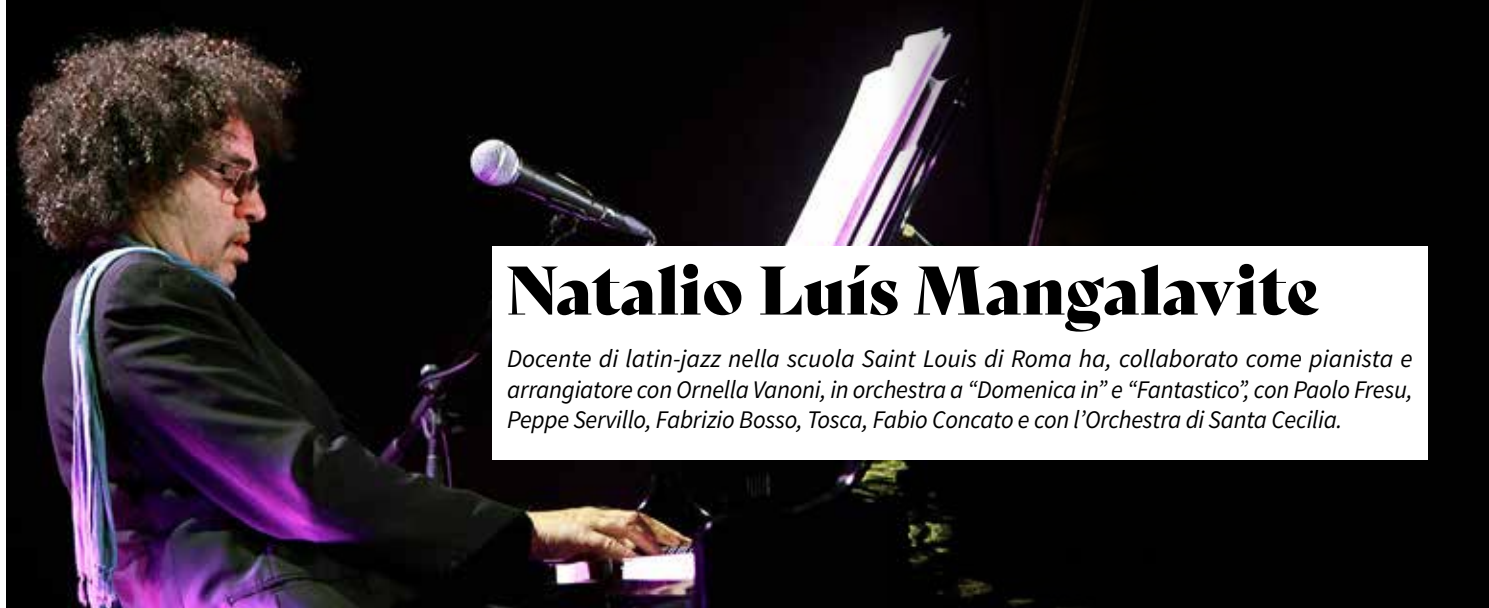 Natalio Luís Mangalavite
Docente di latin-jazz nella scuola Saint Louis di Roma ha, collaborato come pianista e
arrangiatore con Ornella Vanoni, in orchestra a “Domenica in” e “Fantastico”, con Paolo Fresu,
Peppe Servillo, Fabrizio Bosso, Tosca, Fabio Concato e con l’Orchestra di Santa Cecilia.